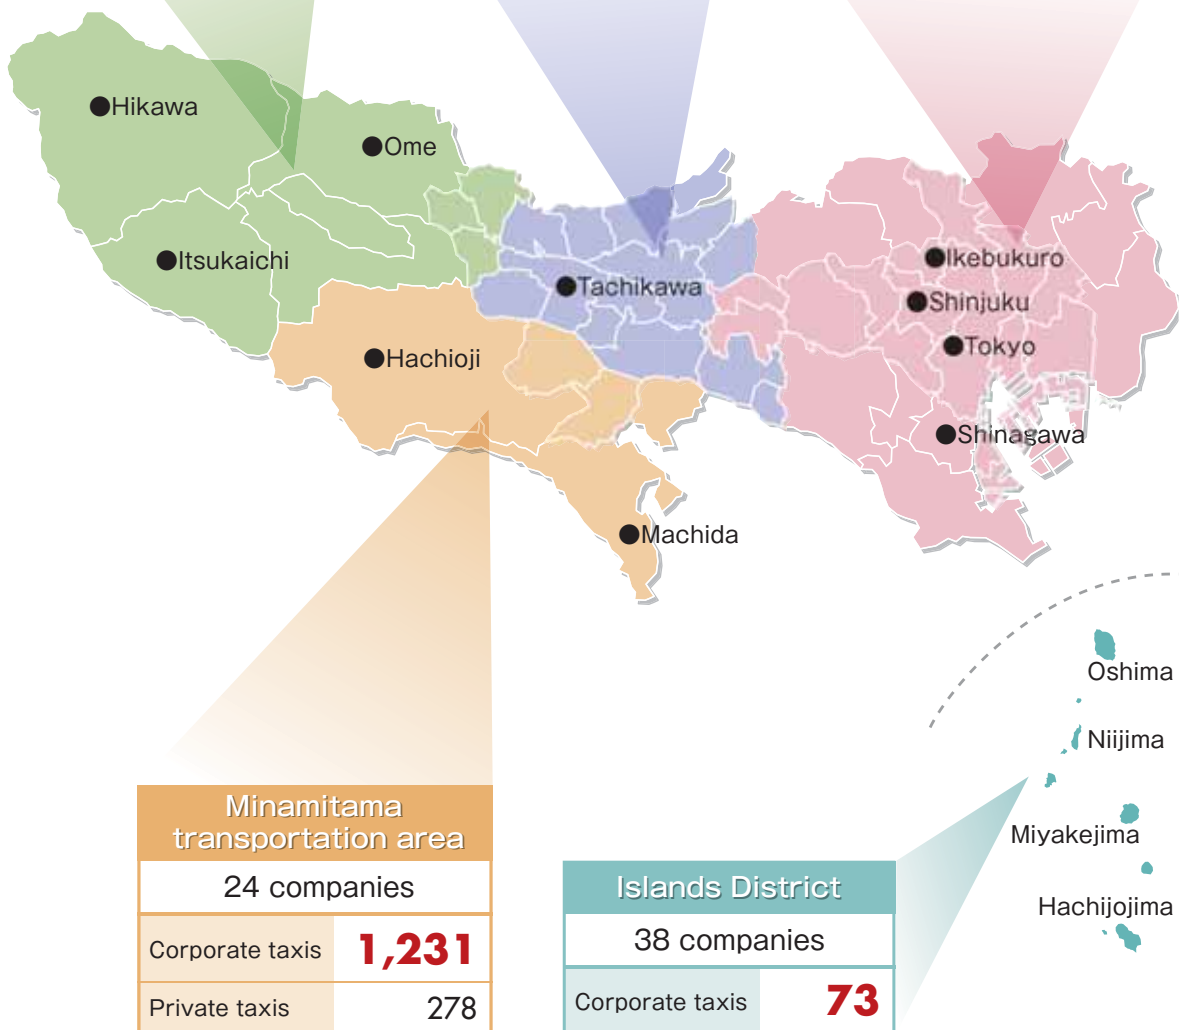 Hikawa
Ome
Itsukaichi
Ikebukuro
Tachikawa
Shinjuku
Tokyo
Hachioji
Shinagawa
Machida
Oshima
Niijima
Miyakejima
Hachijojima
Minamitama
transportation area
24 companies
Corporate taxis 1,231
Private taxis 278
Islands District
38 companies
Corporate taxis 73